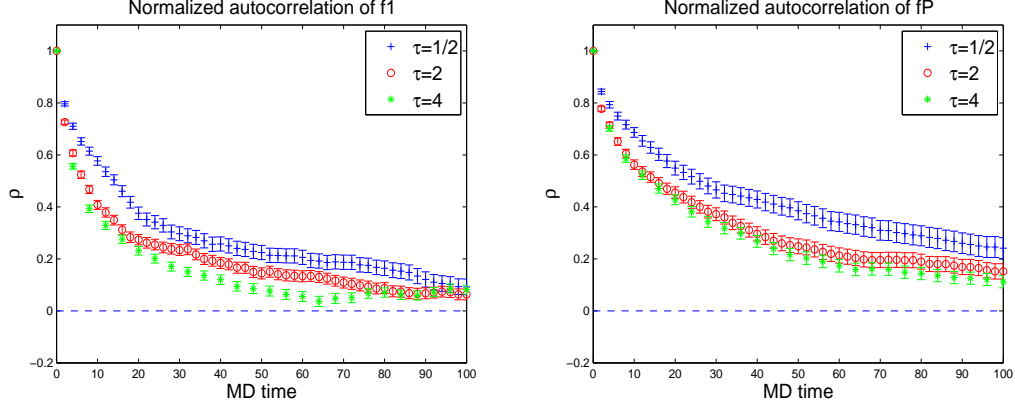 Normalized autocorrelation of f1
1
0.8
0.6
0.4
0.2
0
−0.2
ρ
0 10 20 30 40 50 60 70 80 90 100
MD time
τ=1/2
τ=2
τ=4
Normalized autocorrelation of fP
1
0.8
0.6
0.4
0.2
0
−0.2
ρ
0 10 20 30 40 50 60 70 80 90 100
MD time
τ=1/2
τ=2
τ=4